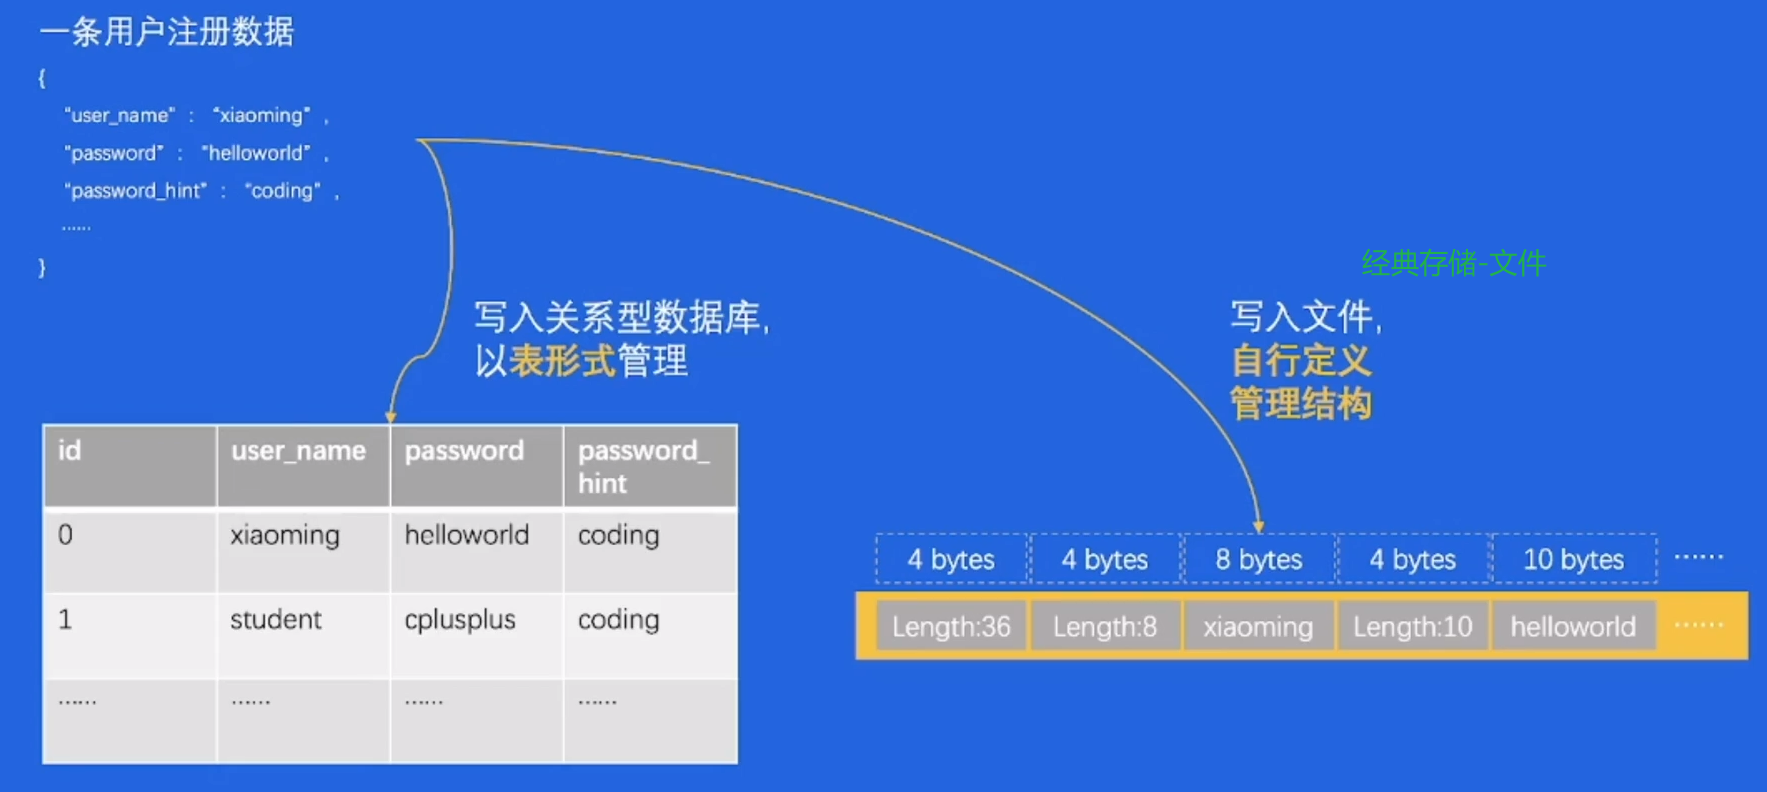 一条用户注册数据
{
“user_name” : “xiaoming” ,
“password” : “helloworld” ,
“password_hint” : “coding” ,
……
}
经典存储-文件
写入关系型数据库,
以表形式管理
写入文件,
自行定义
管理结构
id user_name password password_
hint
0 xiaoming helloworld coding
1 student cplusplus coding
…… …… …… ……
4 bytes 4 bytes 8 bytes 4 bytes 10 bytes ……
Length:36 Length:8 xiaoming Length:10 helloworld ……